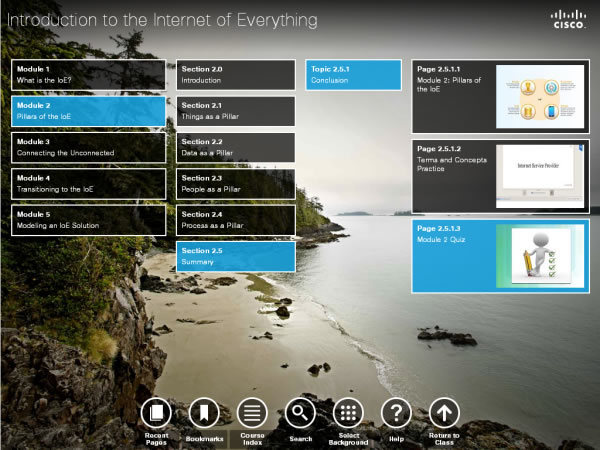 Introduction to the Internet of Everything
CISCO
Module 1
What is the IoE?
Module 2
Pillars of the IoE
Module 3
Connecting the Unconnected
Module 4
Transitioning to the IoE
Module 5
Modeling an IoE Solution
Section 2.0
Introduction
Section 2.1
Things as a Pillar
Section 2.2
Data as a Pillar
Section 2.3
People as a Pillar
Section 2.4
Process as a Pillar
Section 2.5
Summary
Topic 2.5.1
Conclusion
Page 2.5.1.1
Module 2: Pillars of
the IoE
Page 2.5.1.2
Terms and Concepts
Practice
Internet Service Provider
Page 2.5.1.3
Module 2 Quiz
Recent
Pages
Bookmarks
Course
Index
Search
Select
Background
Help
Return to
Class